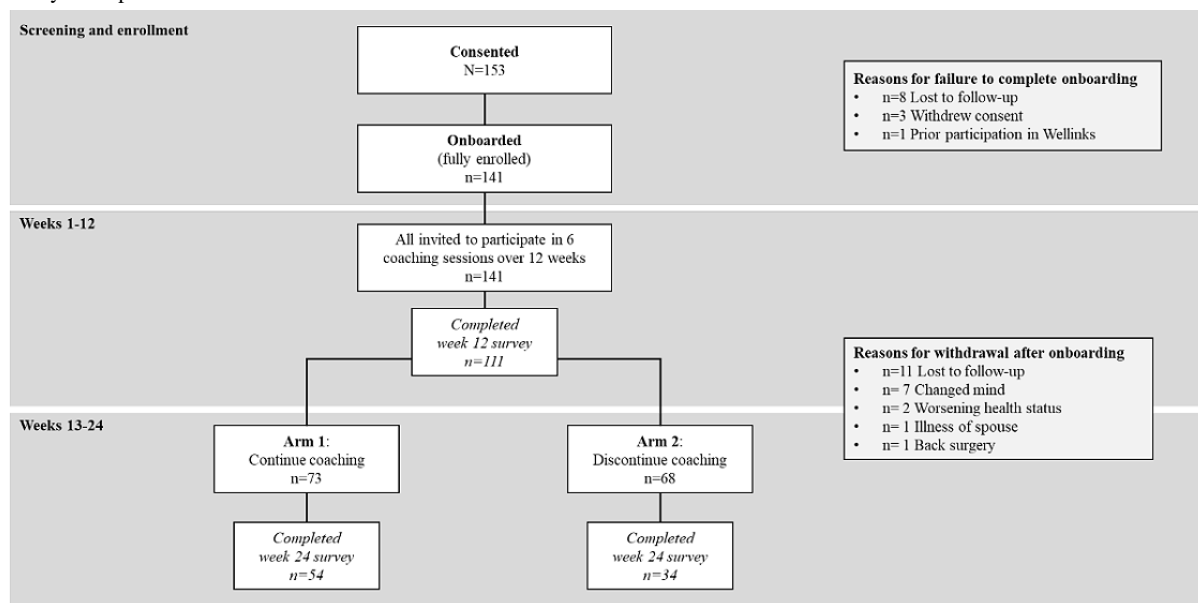 Screening and enrollment
Consented
N=153
Reasons for failure to complete onboarding
• n=8 Lost to follow-up
• n=3 Withdrew consent
• n=1 Prior participation in Wellinks
Onboarded
(fully enrolled)
n=141
Weeks 1-12
All invited to participate in 6
coaching sessions over 12 weeks
n=141
Completed
week 12 survey
n=111
Reasons for withdrawal after onboarding
• n=11 Lost to follow-up
• n= 7 Changed mind
• n= 2 Worsening health status
• n= 1 Illness of spouse
• n= 1 Back surgery
Weeks 13-24
Arm 1:
Continue coaching
n=73
Arm 2:
Discontinue coaching
n=68
Completed
week 24 survey
n=54
Completed
week 24 survey
n=34